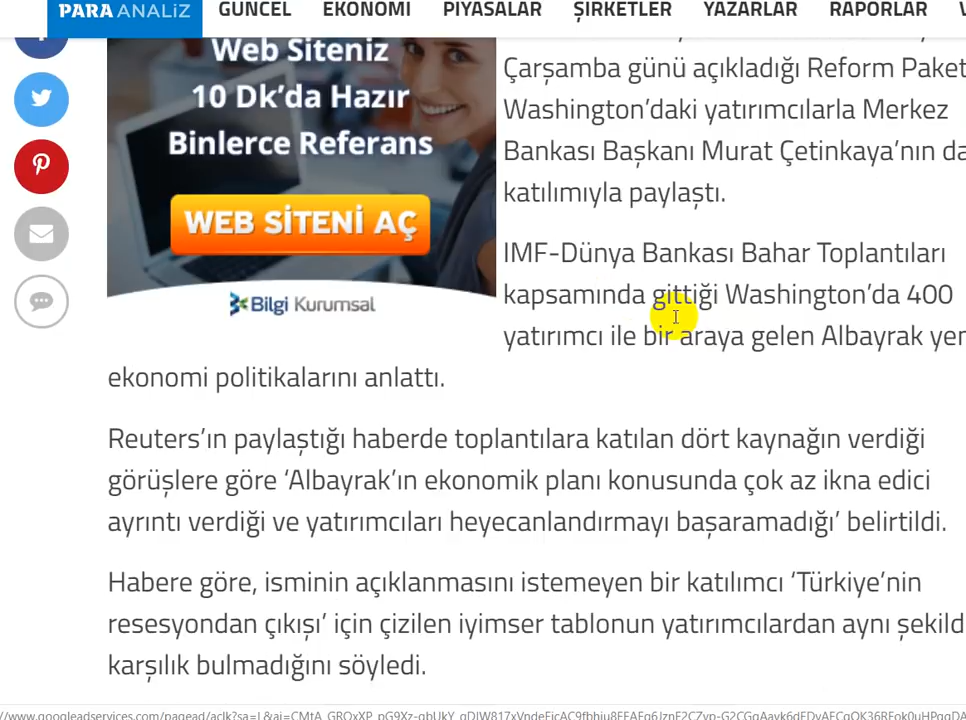 PARA ANALİZ
GÜNCEL EKONOMİ PİYASALAR ŞİRKETLER YAZARLAR RAPORLAR
Web Siteniz
10 Dk’da Hazır
Binlerce Referans
WEB SİTENİ AÇ
Bilgi Kurumsal
Çarşamba günü açıkladığı Reform Paket
Washington’daki yatırımcılarla Merkez
Bankası Başkanı Murat Çetinkaya’nın da
katılımıyla paylaştı.
IMF-Dünya Bankası Bahar Toplantıları
kapsamında gittiği Washington’da 400
yatırımcı ile bir araya gelen Albayrak yen
ekonomi politikalarını anlattı.
Reuters’ın paylaştığı haberde toplantılara katılan dört kaynağın verdiği
görüşlere göre ‘Albayrak’ın ekonomik planı konusunda çok az ikna edici
ayrıntı verdiği ve yatırımcıları heyecanlandırmayı başaramadığı’ belirtildi.
Habere göre, isminin açıklanmasını istemeyen bir katılımcı ‘Türkiye’nin
resesyondan çıkışı’ için çizilen iyimser tablonun yatırımcılardan aynı şekild
karşılık bulmadığını söyledi.